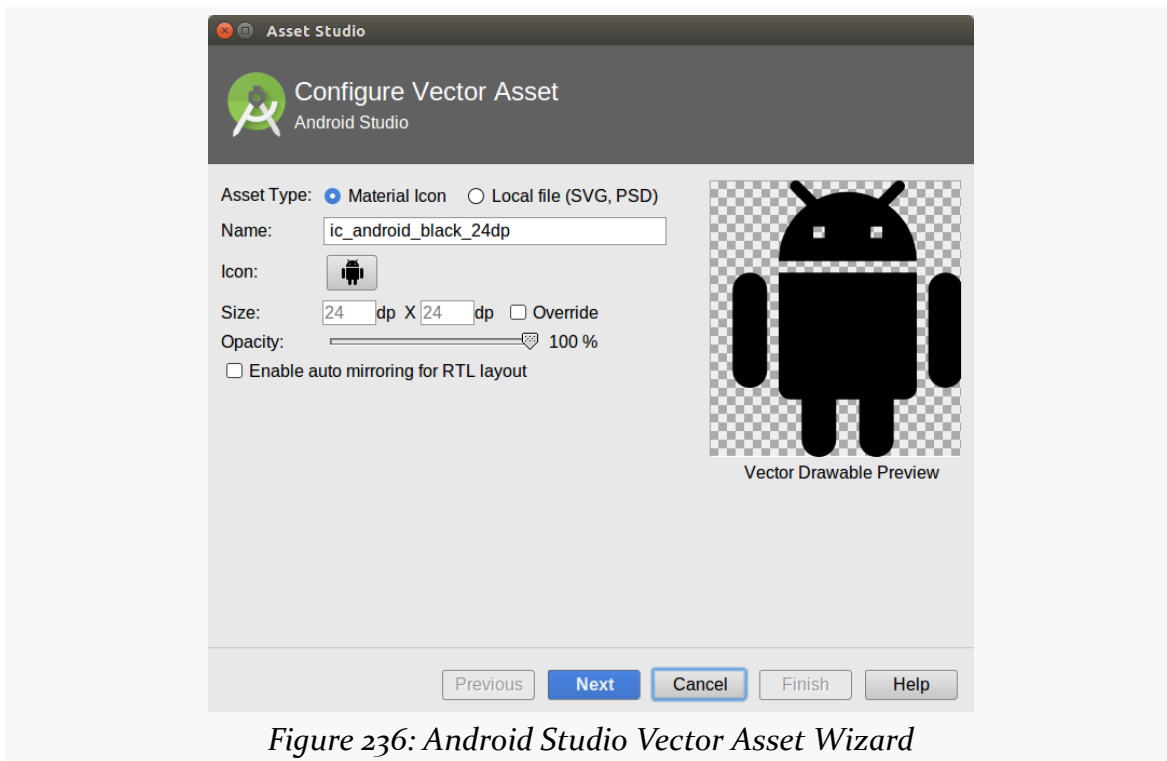 Asset Studio
Configure Vector Asset
Android Studio
Asset Type: Material Icon Local file (SVG, PSD)
Name: ic_android_black_24dp
Icon:
Size: 24 dp X 24 dp Override
Opacity: 100 %
Enable auto mirroring for RTL layout
Vector Drawable Preview
Previous Next Cancel Finish Help
Figure 236: Android Studio Vector Asset Wizard